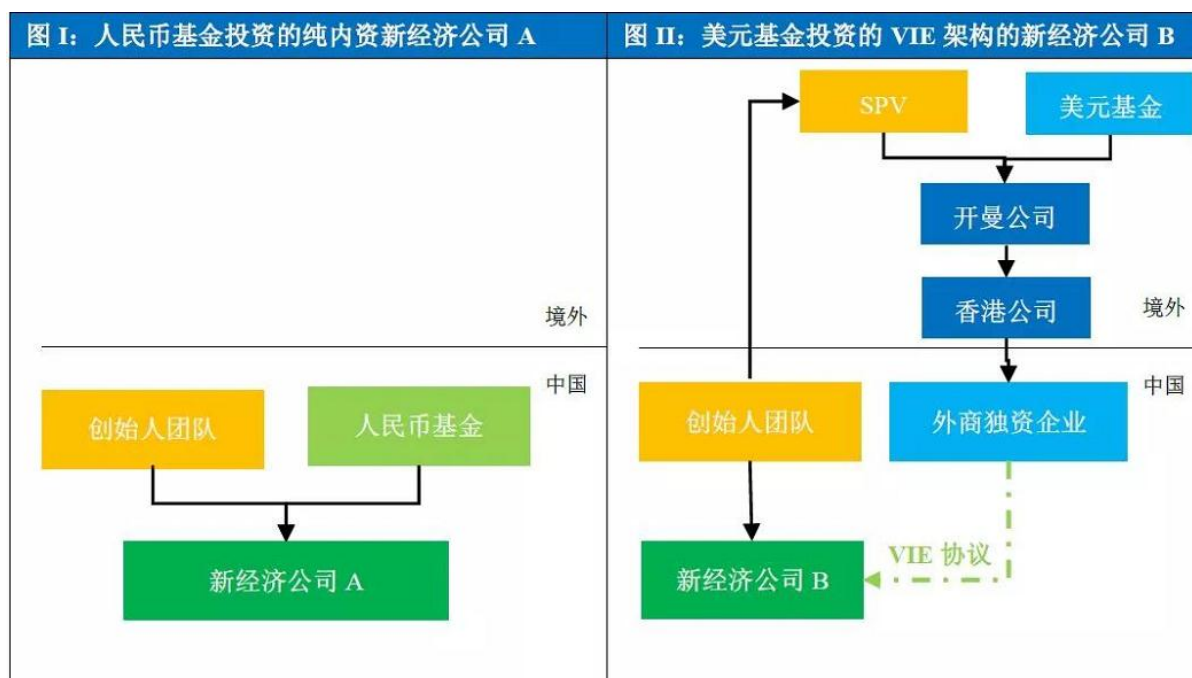 图 I：人民币基金投资的纯内资新经济公司 A
境外
中国
创始人团队
人民币基金
新经济公司 A
图 II：美元基金投资的 VIE 架构的新经济公司 B
SPV
美元基金
开曼公司
香港公司
境外
中国
创始人团队
外商独资企业
VIE 协议
新经济公司 B